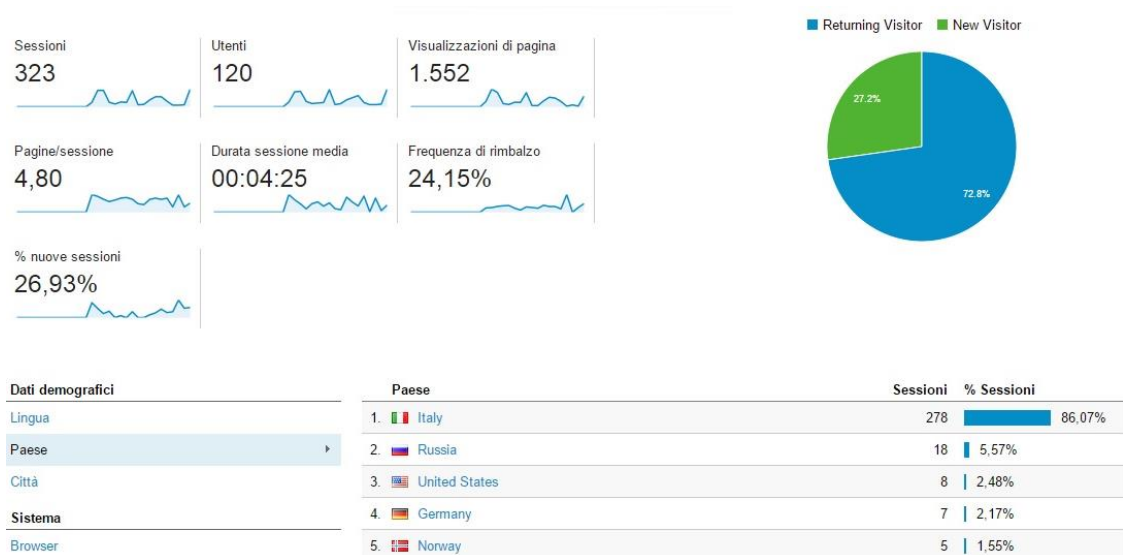 Returning Visitor New Visitor
Sessioni Utenti Visualizzazioni di pagina
323 120 1.552
27.2%
72.8%
Pagine/sessione Durata sessione media Frequenza di rimbalzo
4,80 00:04:25 24,15%
% nuove sessioni
26,93%
Dati demografici
Lingua
Paese
Città
Sistema
Browser
Paese Sessioni % Sessioni
1. Italy 278 86,07%
2. Russia 18 5,57%
3. United States 8 2,48%
4. Germany 7 2,17%
5. Norway 5 1,55%